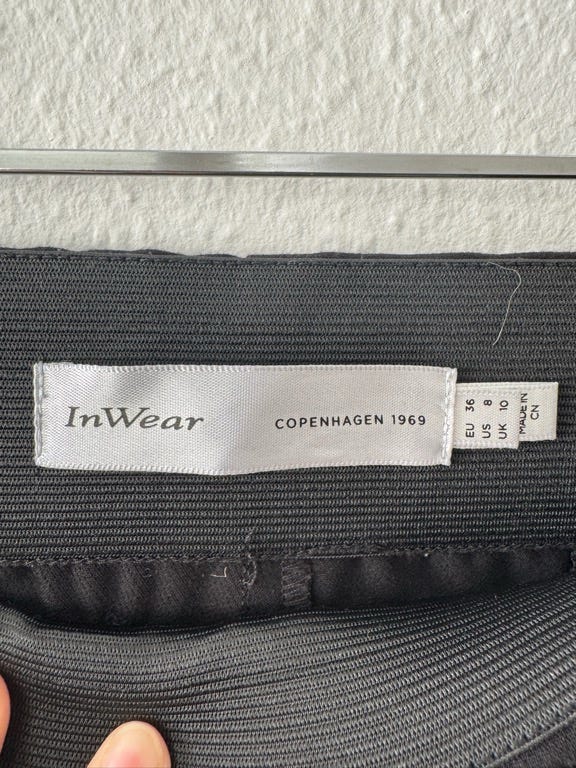 InWear
COPENHAGEN 1969
EU 36
US 8
UK 10
MADE IN
CN